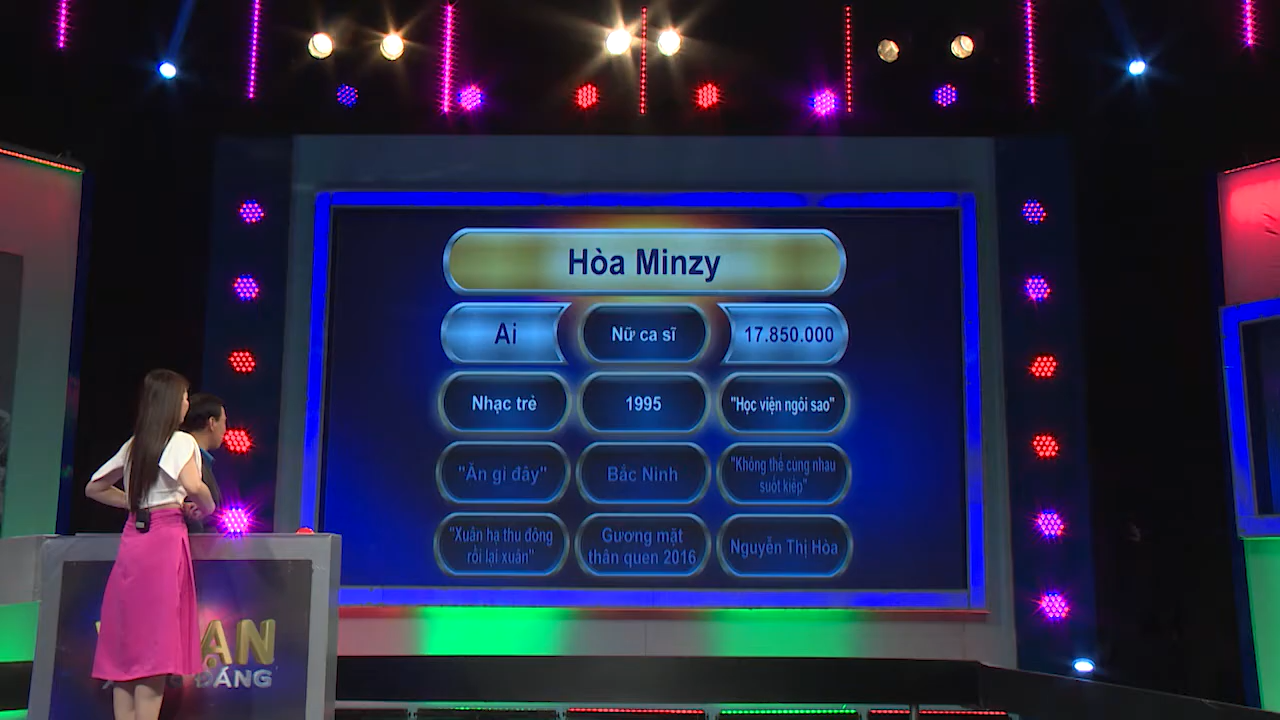 Hòa Minzy
Ai
Nữ ca sĩ
17.850.000
Nhạc trẻ
1995
"Học viện ngôi sao"
"Ăn gì đây"
Bắc Ninh
"Không thể cùng nhau
suốt kiếp"
"Xuân hạ thu đông
rồi lại xuân"
Gương mặt
thân quen 2016
Nguyễn Thị Hòa
ĐÁNG